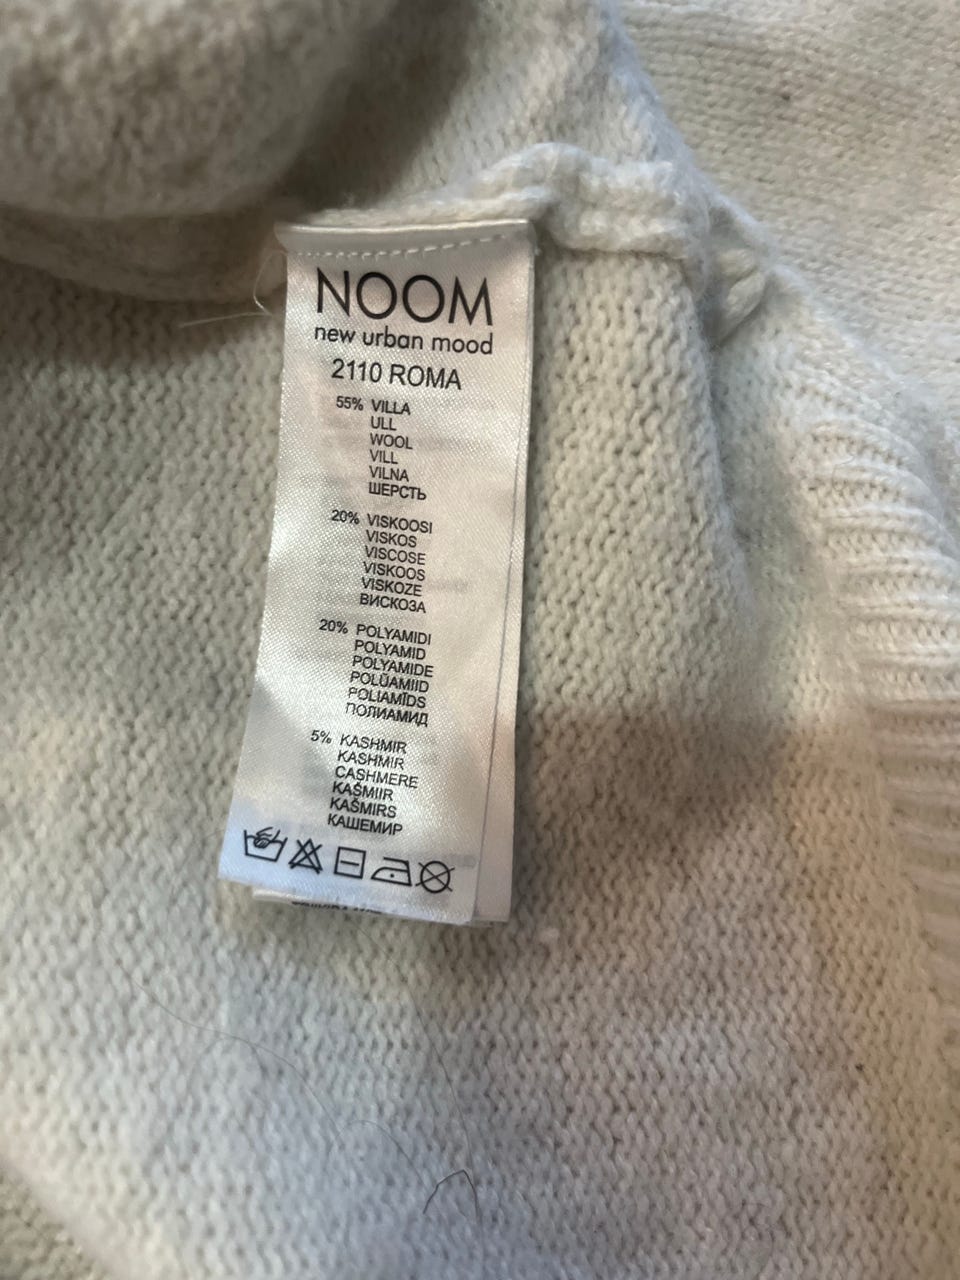 NOOM
new urban mood
2110 ROMA
55% VILLA
ULL
WOOL
VILL
VILNA
ШЕРСТЬ
20% VISKOOSI
VISKOS
VISCOSE
VISKOOS
VISKOZE
ВИСКОЗА
20% POLYAMIDI
POLYAMID
POLYAMIDE
POLÜAMIID
POLIAMĪDS
ПОЛИАМИД
5% KASHMIR
KASHMIR
CASHMERE
KAŠMIIR
KAŠMIRS
КАШЕМИР